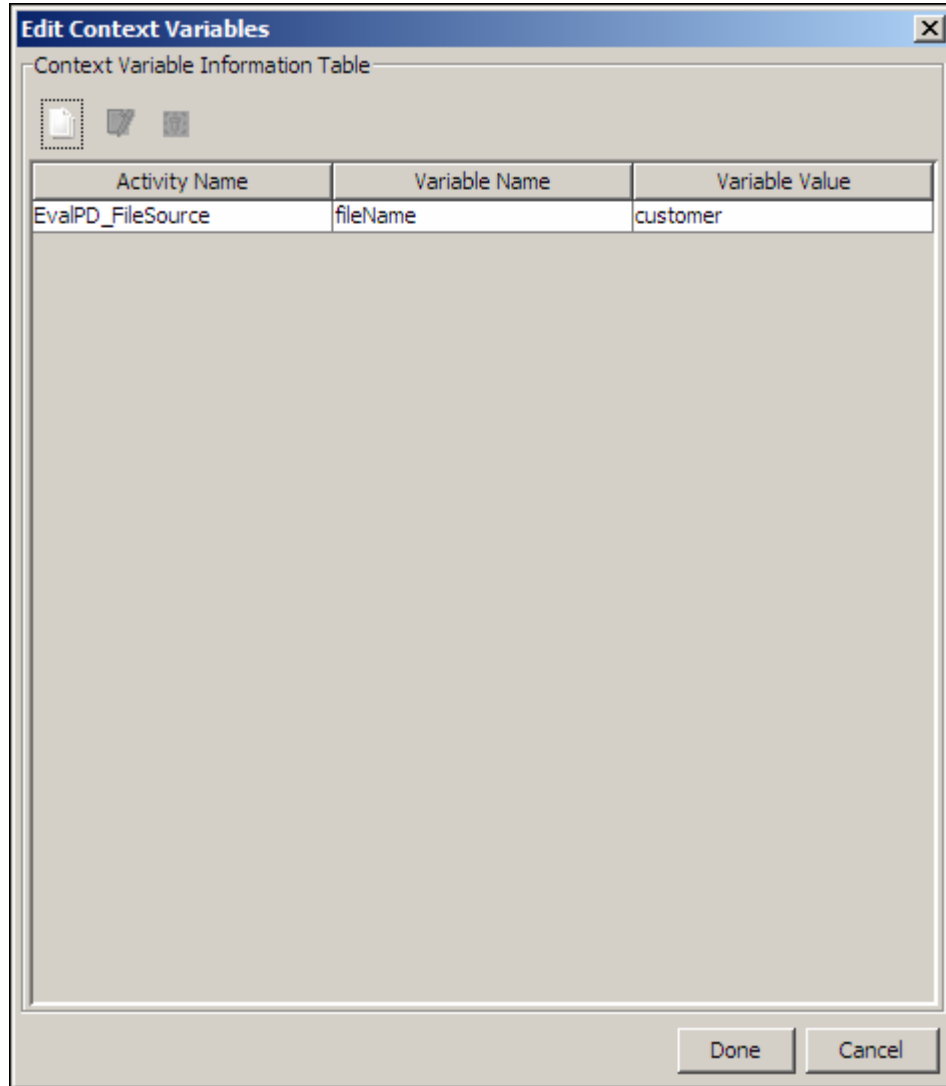 Edit Context Variables
Context Variable Information Table
Activity Name Variable Name Variable Value
EvalPD_FileSource fileName customer
Done Cancel